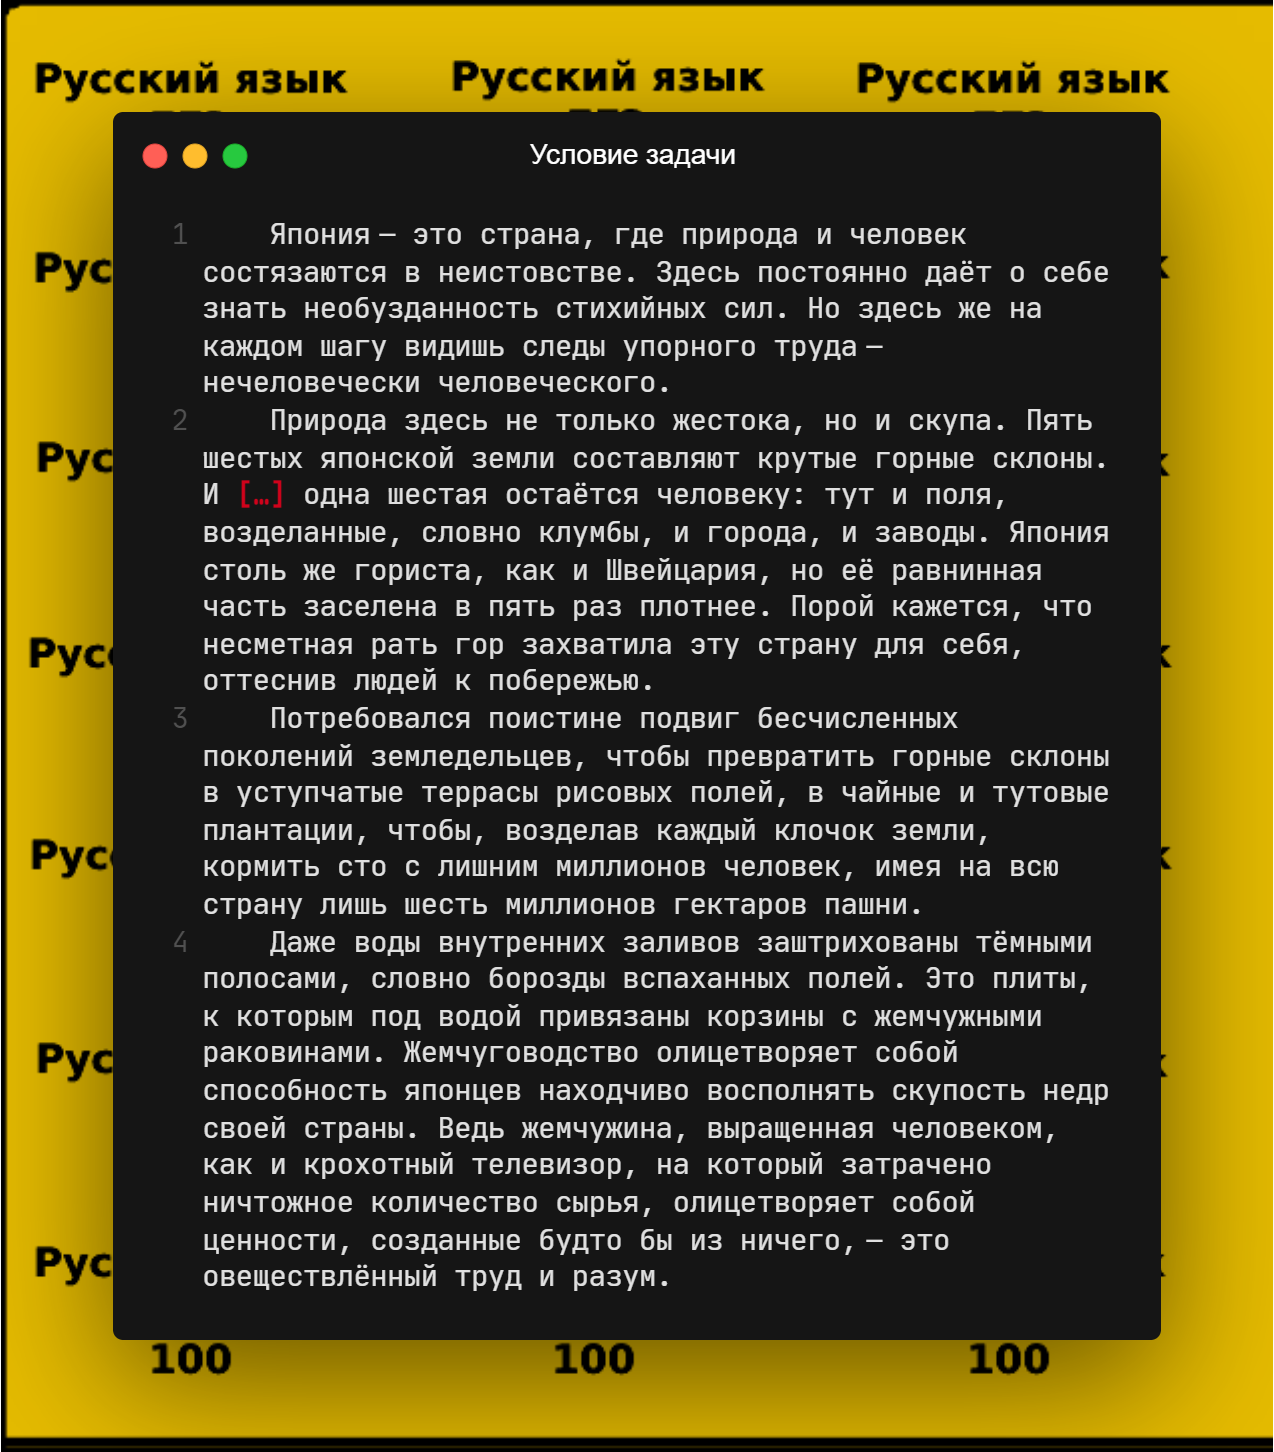 Русский язык Русский язык Русский язык
Условие задачи
1 Япония — это страна, где природа и человек
состязаются в неистовстве. Здесь постоянно даёт о себе
знать необузданность стихийных сил. Но здесь же на
каждом шагу видишь следы упорного труда —
нечеловечески человеческого.
2 Природа здесь не только жестока, но и скупа. Пять
шестых японской земли составляют крутые горные склоны.
И [...] одна шестая остаётся человеку: тут и поля,
возделанные, словно клумбы, и города, и заводы. Япония
столь же гориста, как и Швейцария, но её равнинная
часть заселена в пять раз плотнее. Порой кажется, что
несметная рать гор захватила эту страну для себя,
оттеснив людей к побережью.
3 Потребовался поистине подвиг бесчисленных
поколений земледельцев, чтобы превратить горные склоны
в уступчатые террасы рисовых полей, в чайные и тутовые
плантации, чтобы, возделав каждый клочок земли,
кормить сто с лишним миллионов человек, имея на всю
страну лишь шесть миллионов гектаров пашни.
4 Даже воды внутренних заливов заштрихованы тёмными
полосами, словно борозды вспаханных полей. Это плиты,
к которым под водой привязаны корзины с жемчужными
раковинами. Жемчуговодство олицетворяет собой
способность японцев находчиво восполнять скупость недр
своей страны. Ведь жемчужина, выращенная человеком,
как и крохотный телевизор, на который затрачено
ничтожное количество сырья, олицетворяет собой
ценности, созданные будто бы из ничего, — это
овеществлённый труд и разум.
100 100 100